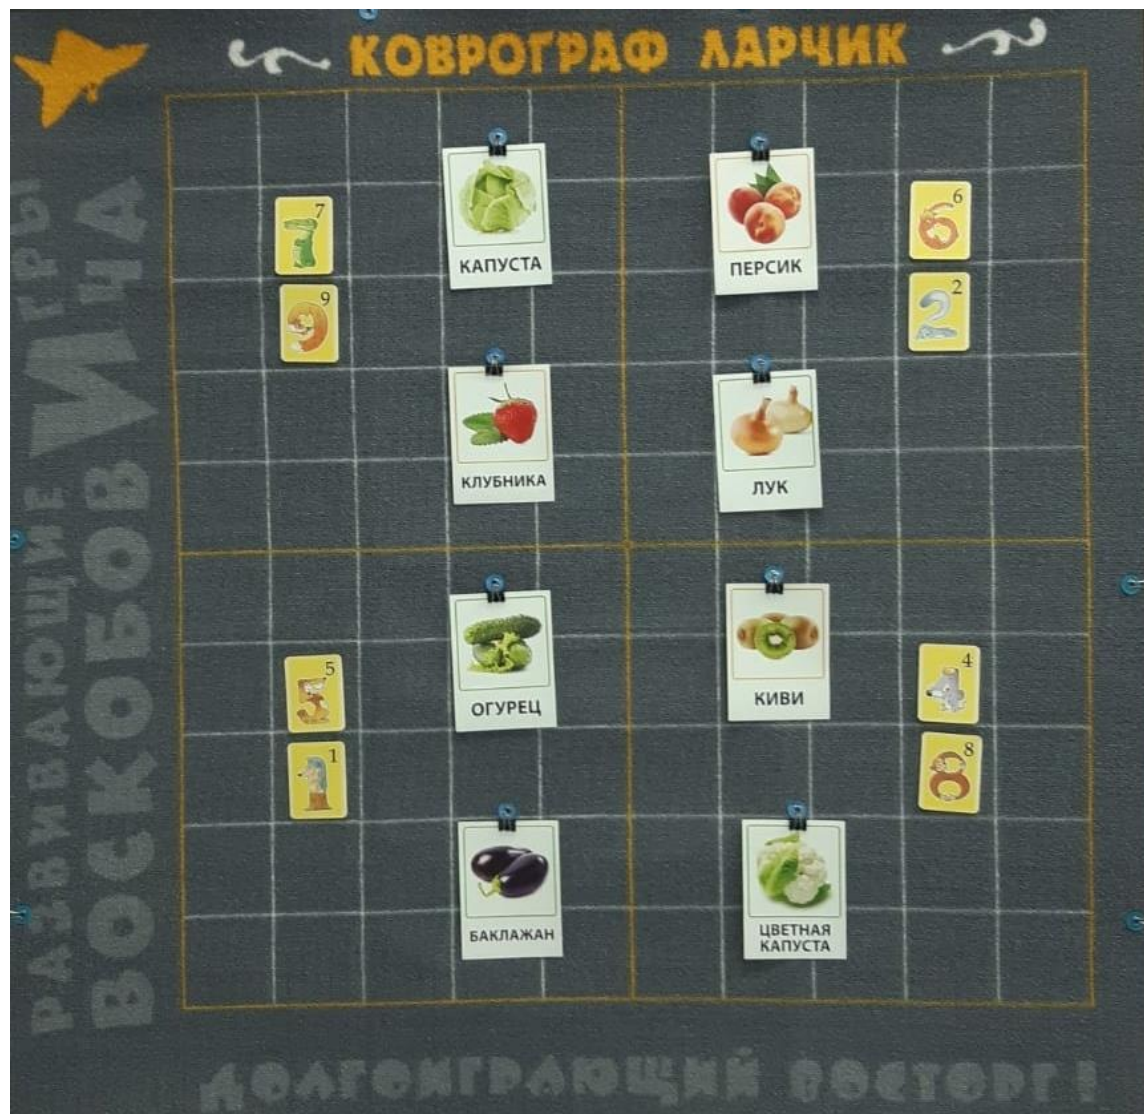 КОВРОГРАФ ЛАРЧИК
РАЗВИВАЮЩИЕ ИГРЫ
ВОСКОБОВИЧА
КАПУСТА
ПЕРСИК
7
9
6
2
КЛУБНИКА
ЛУК
ОГУРЕЦ
КИВИ
5
1
4
8
БАКЛАЖАН
ЦВЕТНАЯ
КАПУСТА
ДОЛГОИГРАЮЩИЙ ВОСТОРГ!